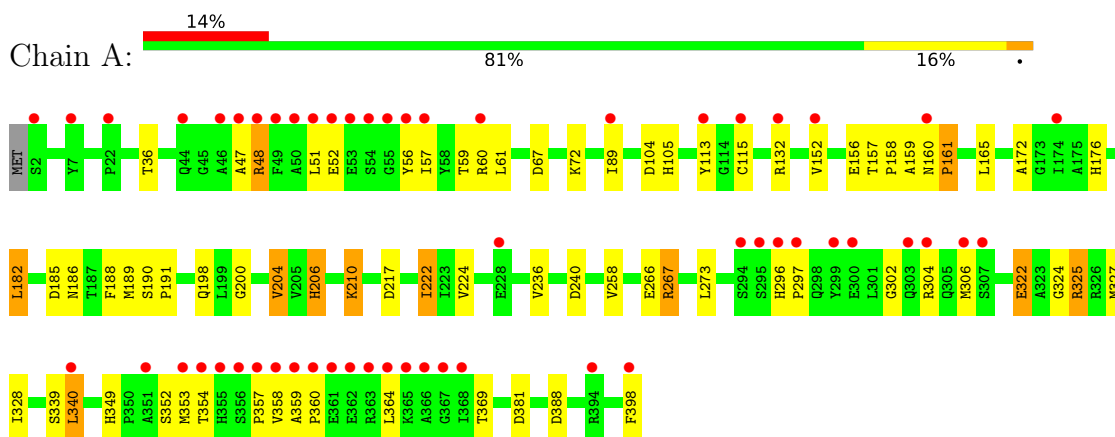 14%
Chain A:
81% 16% •
MET S2 Y7 P22 T36 Q44 G45 A46 A47 R48 F49 A50 L51 E52 E53 S54 G55 Y56 I57 Y58 T59 R60 L61 D67 K72 I89 D104 H105 Y113 G114 C115 R132 V152 E156 T157 P158 A159 N160 P161 L165 A172 G173 I174 A175 H176
L182 D185 N186 T187 F188 M189 S190 P191 Q198 L199 G200 V204 V205 H206 K210 D217 I222 I223 V224 E228 V236 D240 V258 E266 R267 L273 S294 S295 H296 P297 Q298 Y299 E300 L301 G302 Q303 R304 Q305 M306 S307 E322 A323 G324 R325 R326 M327
I328 S339 L340 H349 P350 A351 S352 M353 T354 H355 S356 P357 V358 A359 P360 E361 E362 R363 L364 K365 A366 G367 I368 T369 D381 D388 R394 F398